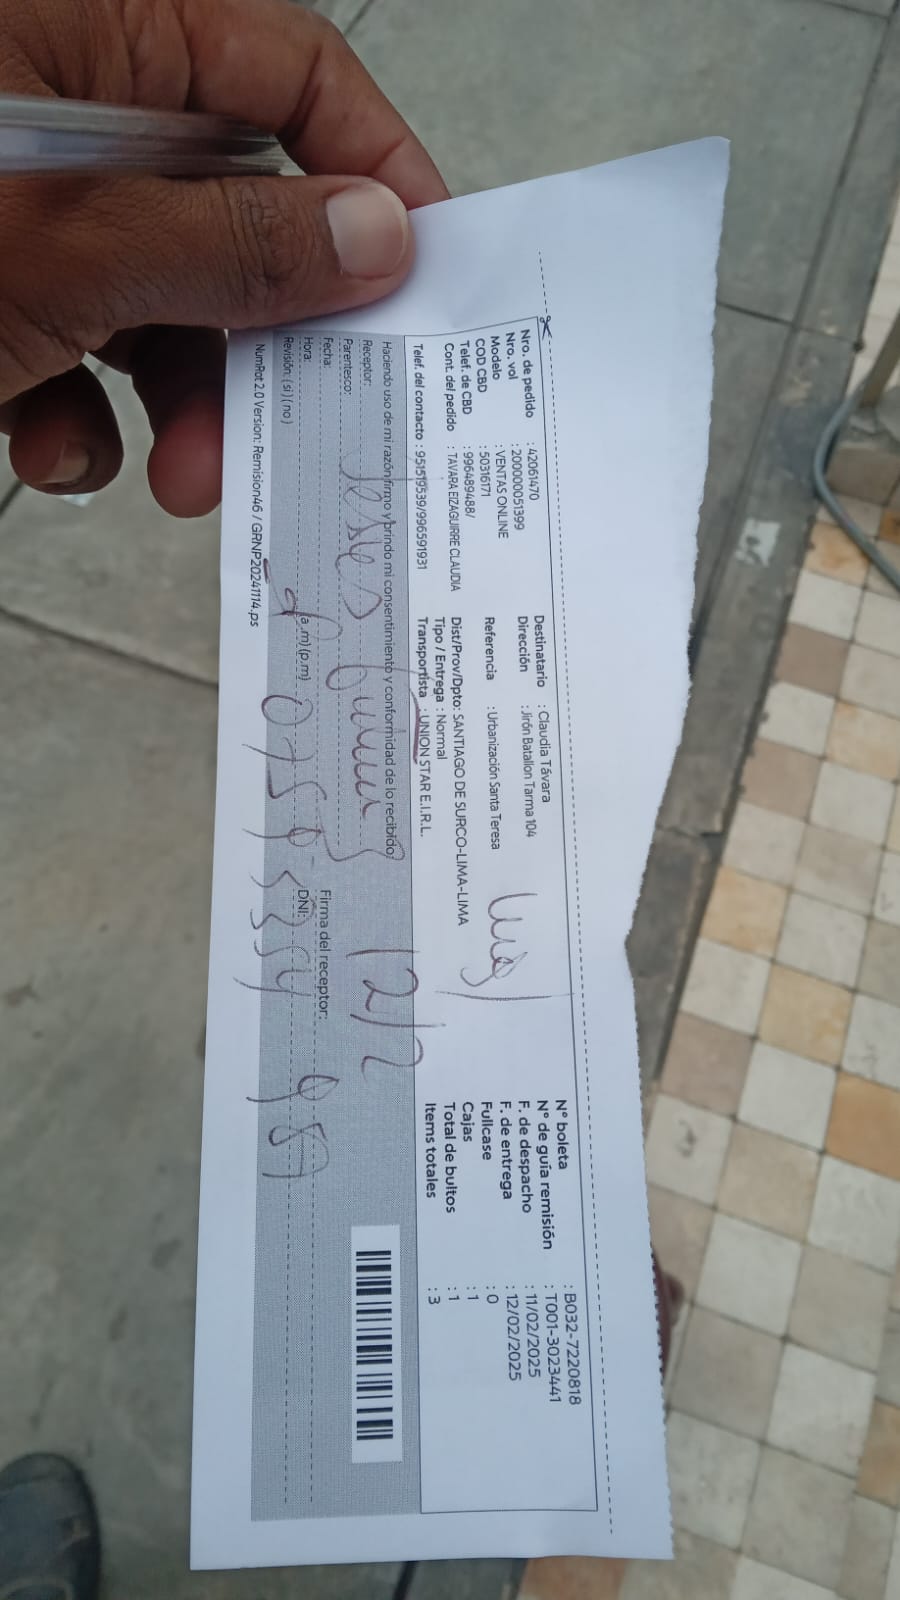 Nro. de pedido : 42061470
Nro. vol : 200000051399
Modelo : VENTAS ONLINE
COD CBD : 50316171
Telef. de CBD : 996489488/
Cont. del pedido : TAVARA EIZAGUIRRE CLAUDIA
Telef. del contacto : 951519539/996591931
Destinatario : Claudia Távara
Dirección : Jirón Batallon Tarma 104
Referencia : Urbanización Santa Teresa
Dist/Prov/Dpto: SANTIAGO DE SURCO-LIMA-LIMA
Tipo / Entrega : Normal
Transportista : UNION STAR E.I.R.L.
N° boleta : B032-7220818
N° de guía remisión : T001-3023441
F. de despacho : 11/02/2025
F. de entrega : 12/02/2025
Fullcase : 0
Cajas : 1
Total de bultos : 1
Items totales : 3
Haciendo uso de mi razón firmo y brindo mi consentimiento y conformidad de lo recibido
Receptor:
Parentesco:
12/2
Fecha:
Firma del receptor:
Hora: (a.m) (p.m)
DNI:
Revisión: ( si ) ( no )
NumRot 2.0 Version: Remision46 / GRNP20241114.ps